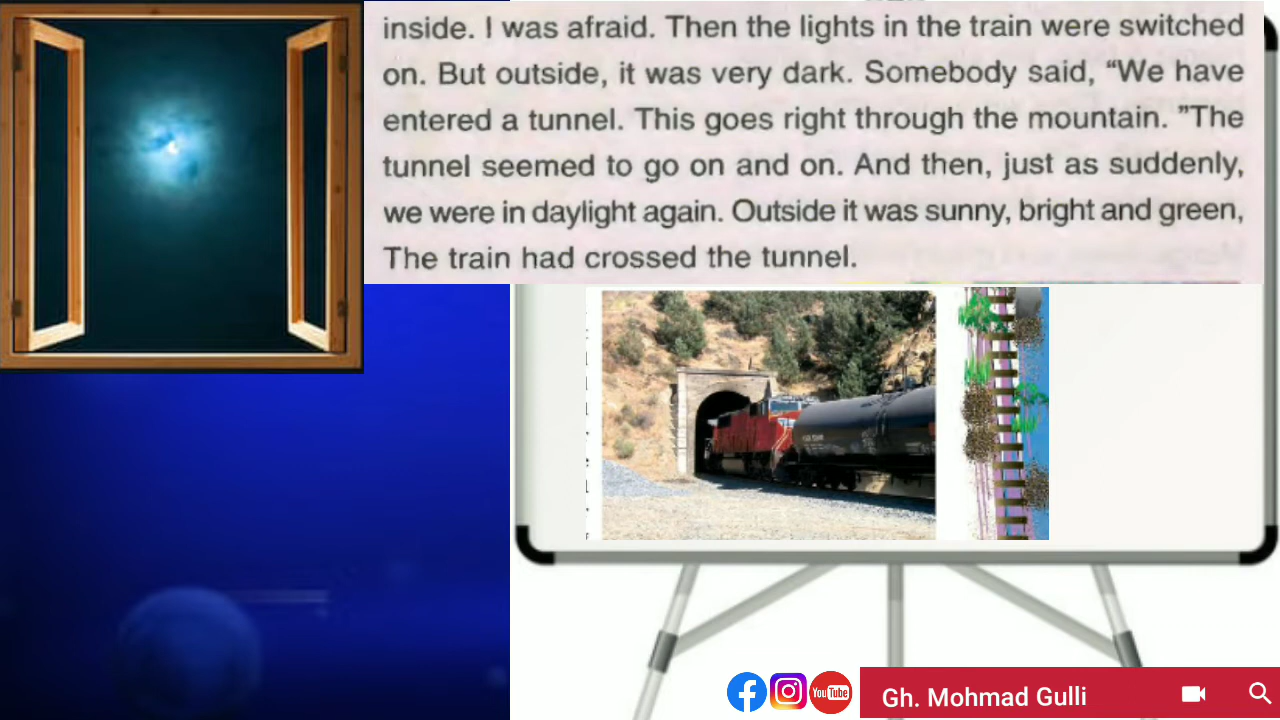 inside. I was afraid. Then the lights in the train were switched
on. But outside, it was very dark. Somebody said, “We have
entered a tunnel. This goes right through the mountain. ”The
tunnel seemed to go on and on. And then, just as suddenly,
we were in daylight again. Outside it was sunny, bright and green,
The train had crossed the tunnel.
You Tube
Gh. Mohmad Gulli